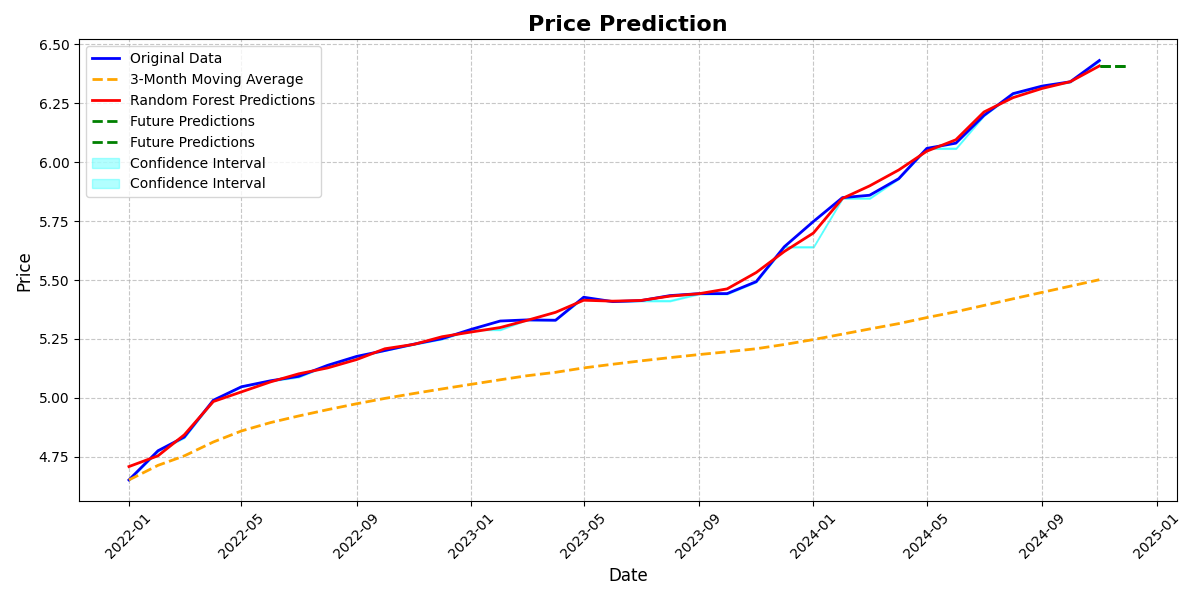 Price Prediction
6.50
6.25
6.00
5.75
5.50
5.25
5.00
4.75
Price
Original Data
3-Month Moving Average
Random Forest Predictions
Future Predictions
Future Predictions
Confidence Interval
Confidence Interval
2022-01
2022-05
2022-09
2023-01
2023-05
2023-09
2024-01
2024-05
2024-09
2025-01
Date